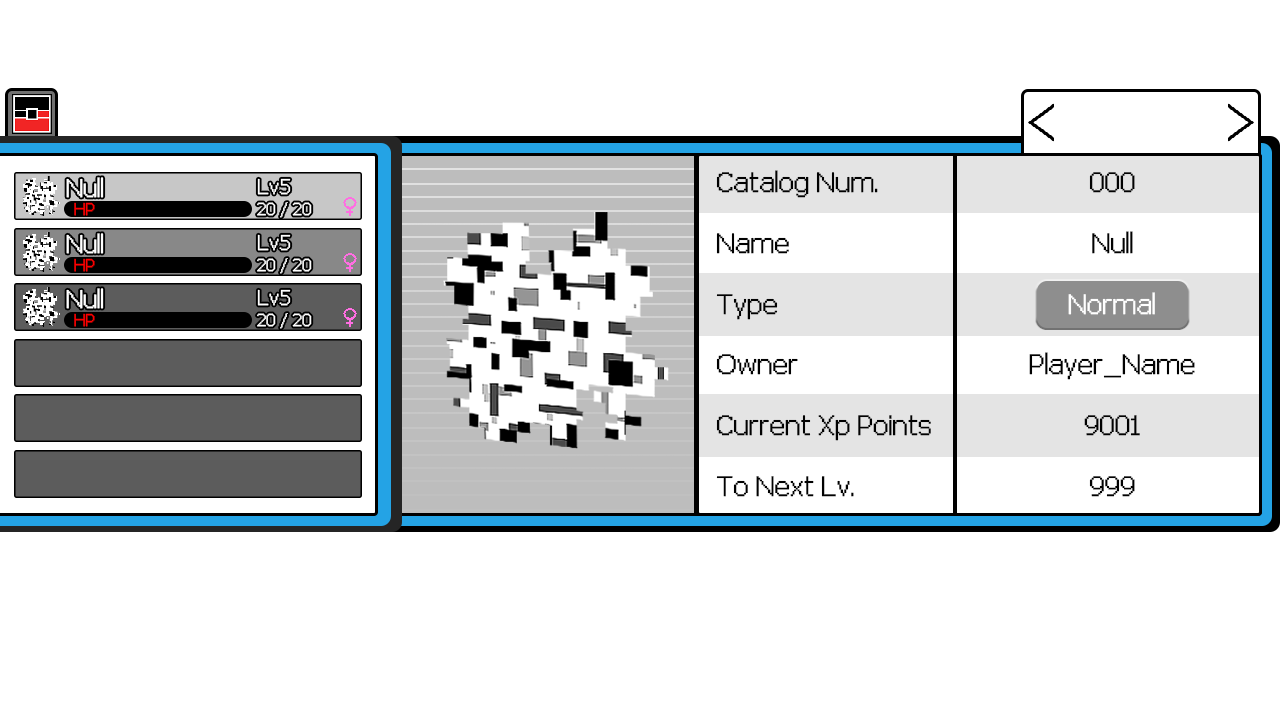 Null Lv5
HP 20/20 ♀
Null Lv5
HP 20/20 ♀
Null Lv5
HP 20/20 ♀
< >
Catalog Num. 000
Name Null
Type Normal
Owner Player_Name
Current Xp Points 9001
To Next Lv. 999